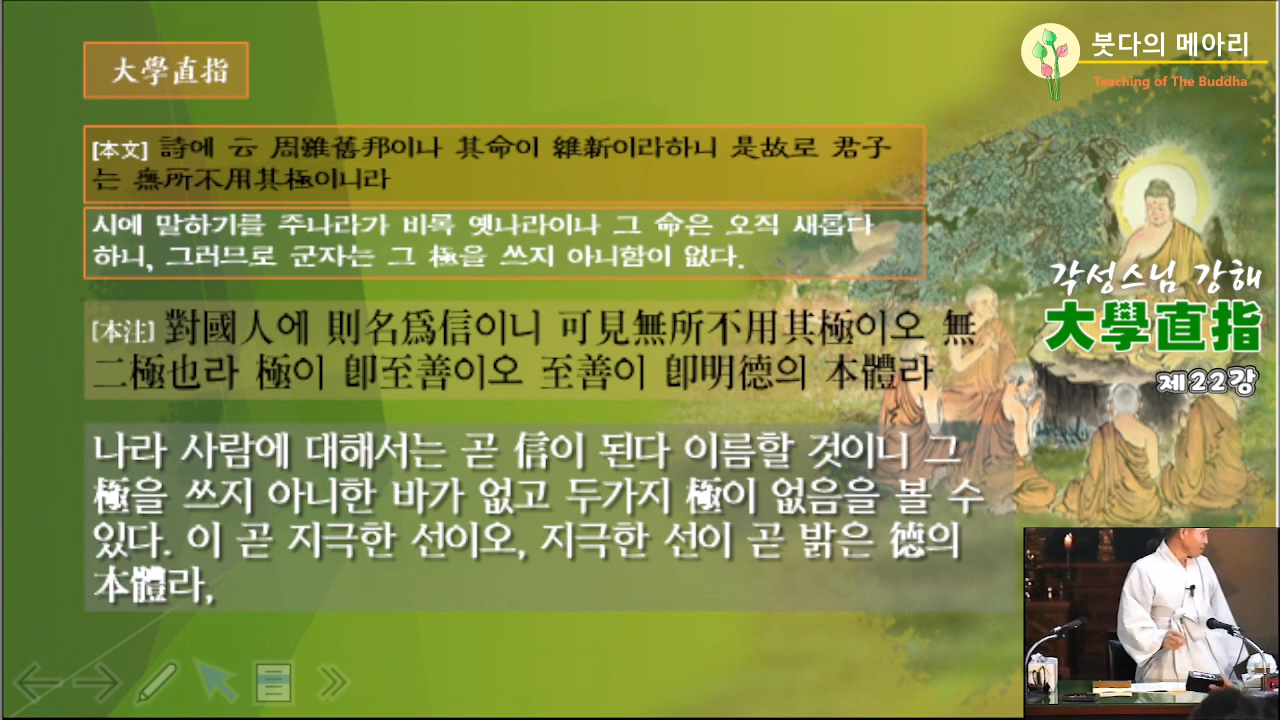 大學直指
붓다의 메아리
Teaching of The Buddha
[本文] 詩에 云 周雖舊邦이나 其命이 維新이라하니 是故로 君子
는 無所不用其極이니라
시에 말하기를 주나라가 비록 옛나라이나 그 命은 오직 새롭다
하니, 그러므로 군자는 그 極을 쓰지 아니함이 없다.
[本注] 對國人에 則名爲信이니 可見無所不用其極이오 無
二極也라 極이 卽至善이오 至善이 卽明德의 本體라
나라 사람에 대해서는 곧 信이 된다 이름할 것이니 그
極을 쓰지 아니한 바가 없고 두가지 極이 없음을 볼 수
있다. 이 곧 지극한 선이오, 지극한 선이 곧 밝은 德의
本體라,
각성스님 강해
大學直指
제22강